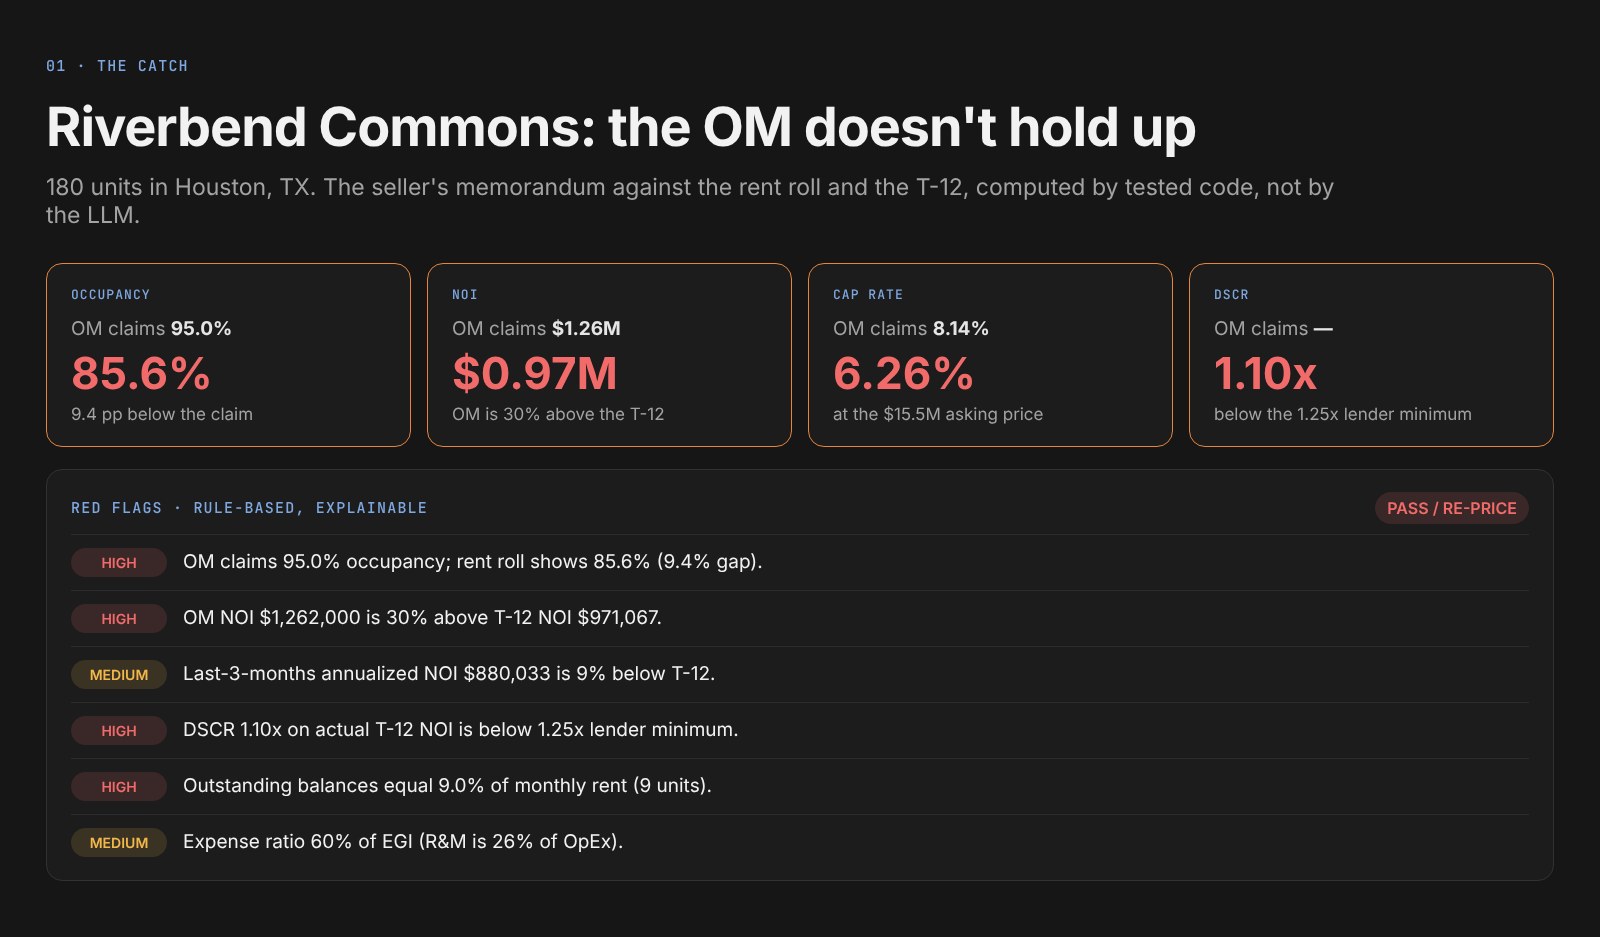 01 · THE CATCH
Riverbend Commons: the OM doesn't hold up
180 units in Houston, TX. The seller's memorandum against the rent roll and the T-12, computed by tested code, not by
the LLM.
OCCUPANCY
OM claims 95.0%
85.6%
9.4 pp below the claim
NOI
OM claims $1.26M
$0.97M
OM is 30% above the T-12
CAP RATE
OM claims 8.14%
6.26%
at the $15.5M asking price
DSCR
OM claims —
1.10x
below the 1.25x lender minimum
RED FLAGS · RULE-BASED, EXPLAINABLE
PASS / RE-PRICE
HIGH OM claims 95.0% occupancy; rent roll shows 85.6% (9.4% gap).
HIGH OM NOI $1,262,000 is 30% above T-12 NOI $971,067.
MEDIUM Last-3-months annualized NOI $880,033 is 9% below T-12.
HIGH DSCR 1.10x on actual T-12 NOI is below 1.25x lender minimum.
HIGH Outstanding balances equal 9.0% of monthly rent (9 units).
MEDIUM Expense ratio 60% of EGI (R&M is 26% of OpEx).